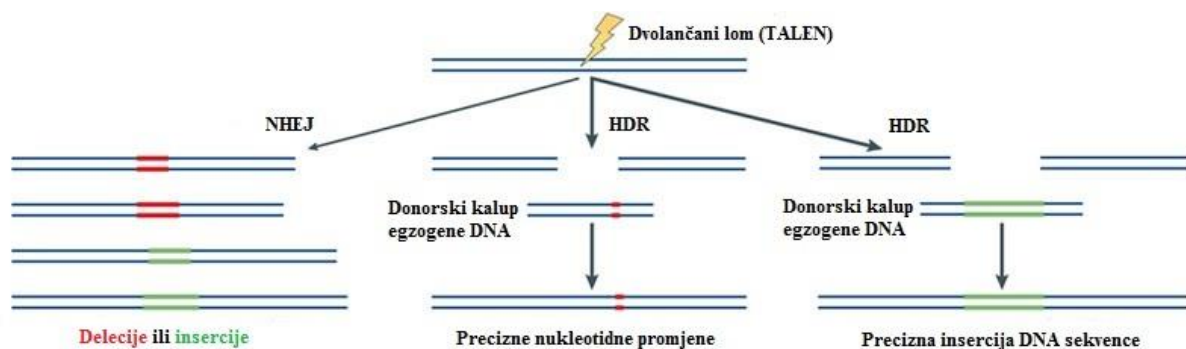 Dvolančani lom (TALEN)
NHEJ
HDR
HDR
Donorski kalup
egzogene DNA
Donorski kalup
egzogene DNA
Delecije ili insercije
Precizne nukleotidne promjene
Precizna insercija DNA sekvence